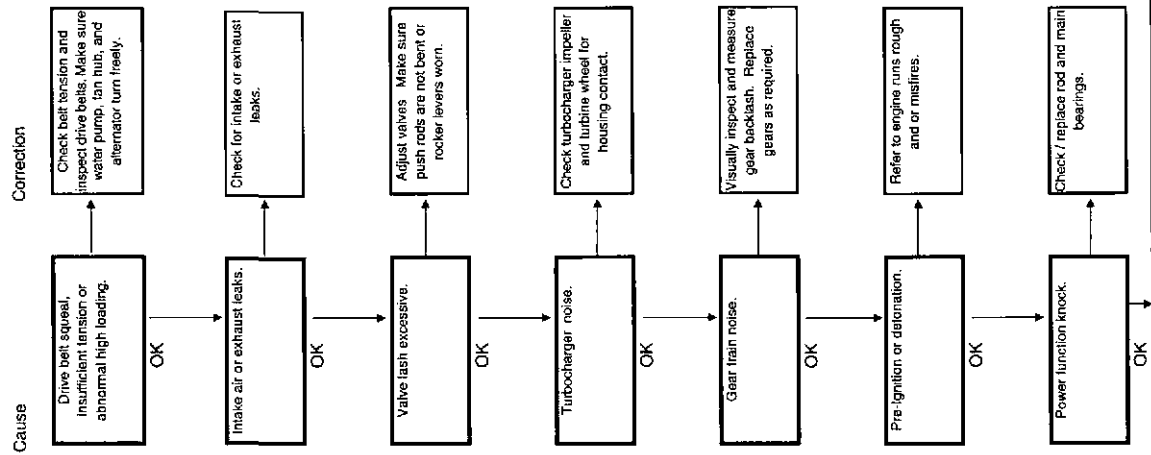 Cause
Correction
Drive belt squeal,
insufficient tension or
abnormal high loading.
Check belt tension and
inspect drive belts. Make sure
water pump, fan hub, and
alternator turn freely.
OK
Intake air or exhaust leaks.
Check for intake or exhaust
leaks.
OK
Valve lash excessive.
Adjust valves Make sure
push rods are not bent or
rocker levers worn.
OK
Turbocharger noise.
Check turbocharger impeller
and turbine wheel for
housing contact.
OK
Gear train noise.
Visually inspect and measure
gear backlash. Replace
gears as required.
OK
Pre-ignition or detonation.
Refer to engine runs rough
and or misfires.
OK
Power function knock.
Check / replace rod and main
bearings.
OK